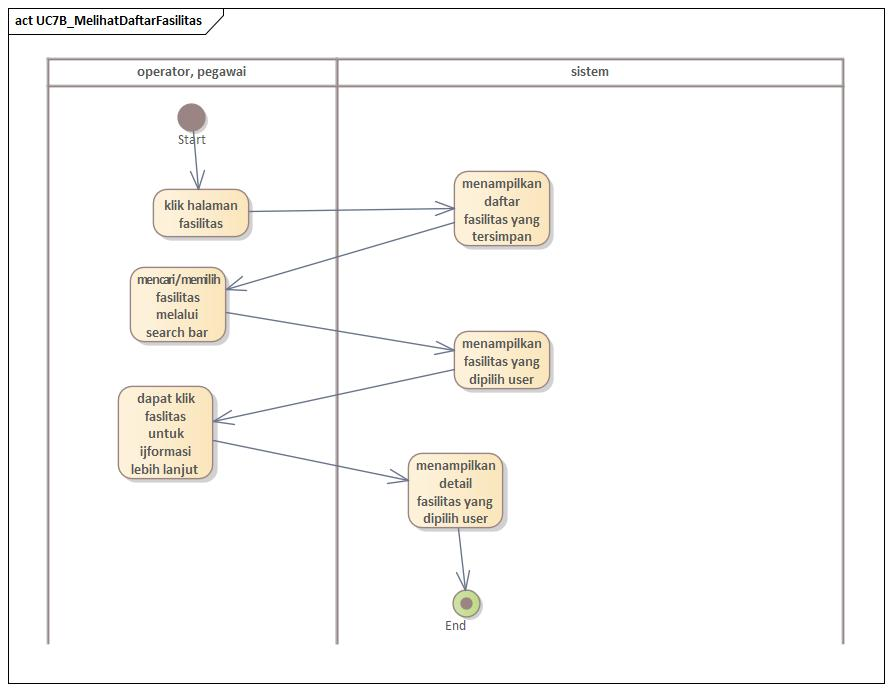 act UC7B_MelihatDaftarFasilitas
operator, pegawai
sistem
Start
klik halaman
fasilitas
menampilkan
daftar
fasilitas yang
tersimpan
mencari/memilih
fasilitas
melalui
search bar
menampilkan
fasilitas yang
dipilih user
dapat klik
faslitas
untuk
ijformasi
lebih lanjut
menampilkan
detail
fasilitas yang
dipilih user
End